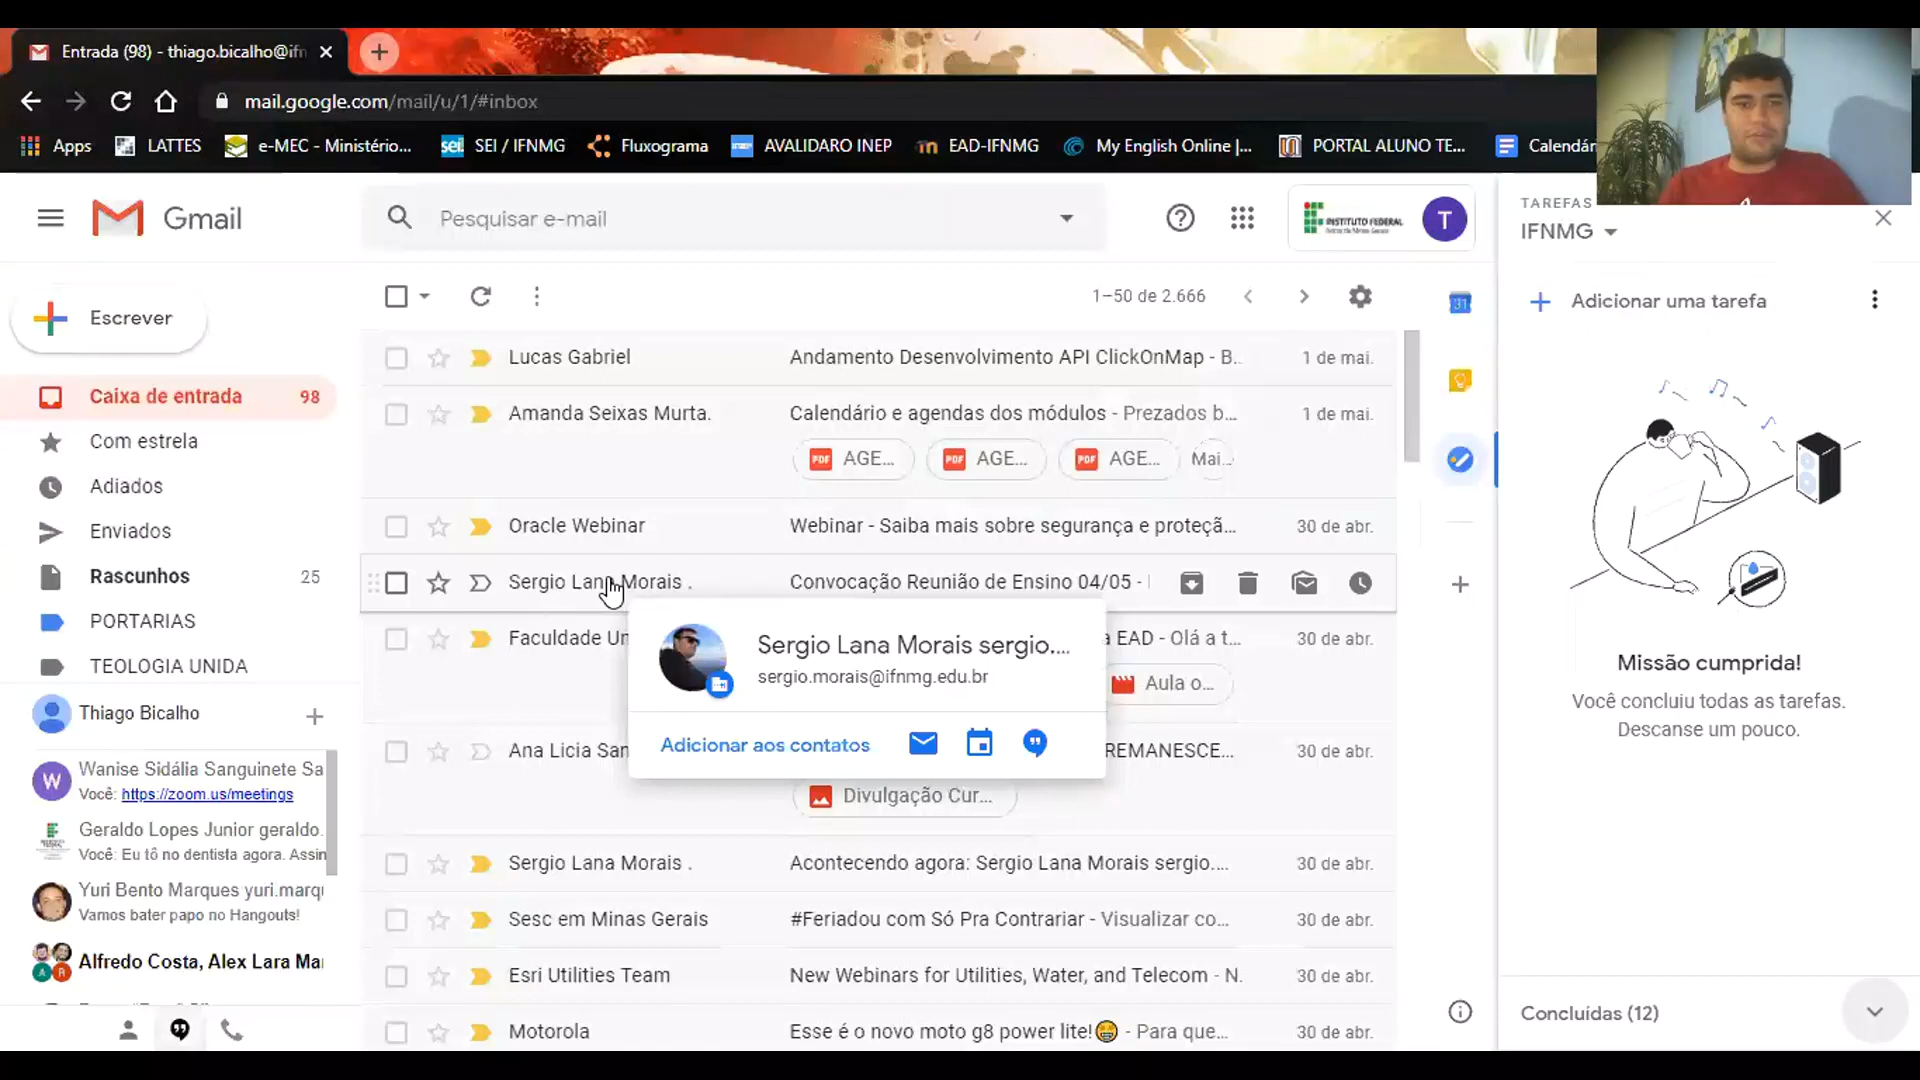 Entrada (98) - thiago.bicalho@ifn
mail.google.com/mail/u/1/#inbox
Apps
LATTES
e-MEC - Ministério...
sei.
SEI / IFNMG
Fluxograma
AVALIDARO INEP
EAD-IFNMG
My English Online |...
PORTAL ALUNO TE...
Calendár
Gmail
Pesquisar e-mail
INSTITUTO FEDERAL
T
TAREFAS
IFNMG
Escrever
1–50 de 2.666
31
Adicionar uma tarefa
Caixa de entrada 98
Com estrela
Adiados
Enviados
Rascunhos 25
PORTARIAS
TEOLOGIA UNIDA
Thiago Bicalho
W
Wanise Sidália Sanguinete Sa
Você: https://zoom.us/meetings
Geraldo Lopes Junior geraldo.
Você: Eu tô no dentista agora. Assin
Yuri Bento Marques yuri.marqu
Vamos bater papo no Hangouts!
A R
Alfredo Costa, Alex Lara Mar
Lucas Gabriel Andamento Desenvolvimento API ClickOnMap - B.. 1 de mai.
Amanda Seixas Murta. Calendário e agendas dos módulos - Prezados b... 1 de mai.
PDF AGE... PDF AGE... PDF AGE... Mai..
Oracle Webinar Webinar - Saiba mais sobre segurança e proteçã... 30 de abr.
Sergio Lana Morais . Convocação Reunião de Ensino 04/05 -
Faculdade Un a EAD - Olá a t... 30 de abr.
Aula o...
Sergio Lana Morais sergio....
sergio.morais@ifnmg.edu.br
Adicionar aos contatos
Ana Licia San REMANESCE... 30 de abr.
Divulgação Cur...
Sergio Lana Morais . Acontecendo agora: Sergio Lana Morais sergio.... 30 de abr.
Sesc em Minas Gerais #Feriadou com Só Pra Contrariar - Visualizar co... 30 de abr.
Esri Utilities Team New Webinars for Utilities, Water, and Telecom - N. 30 de abr.
Motorola Esse é o novo moto g8 power lite!😁 - Para que... 30 de abr.
Missão cumprida!
Você concluiu todas as tarefas.
Descanse um pouco.
Concluídas (12)